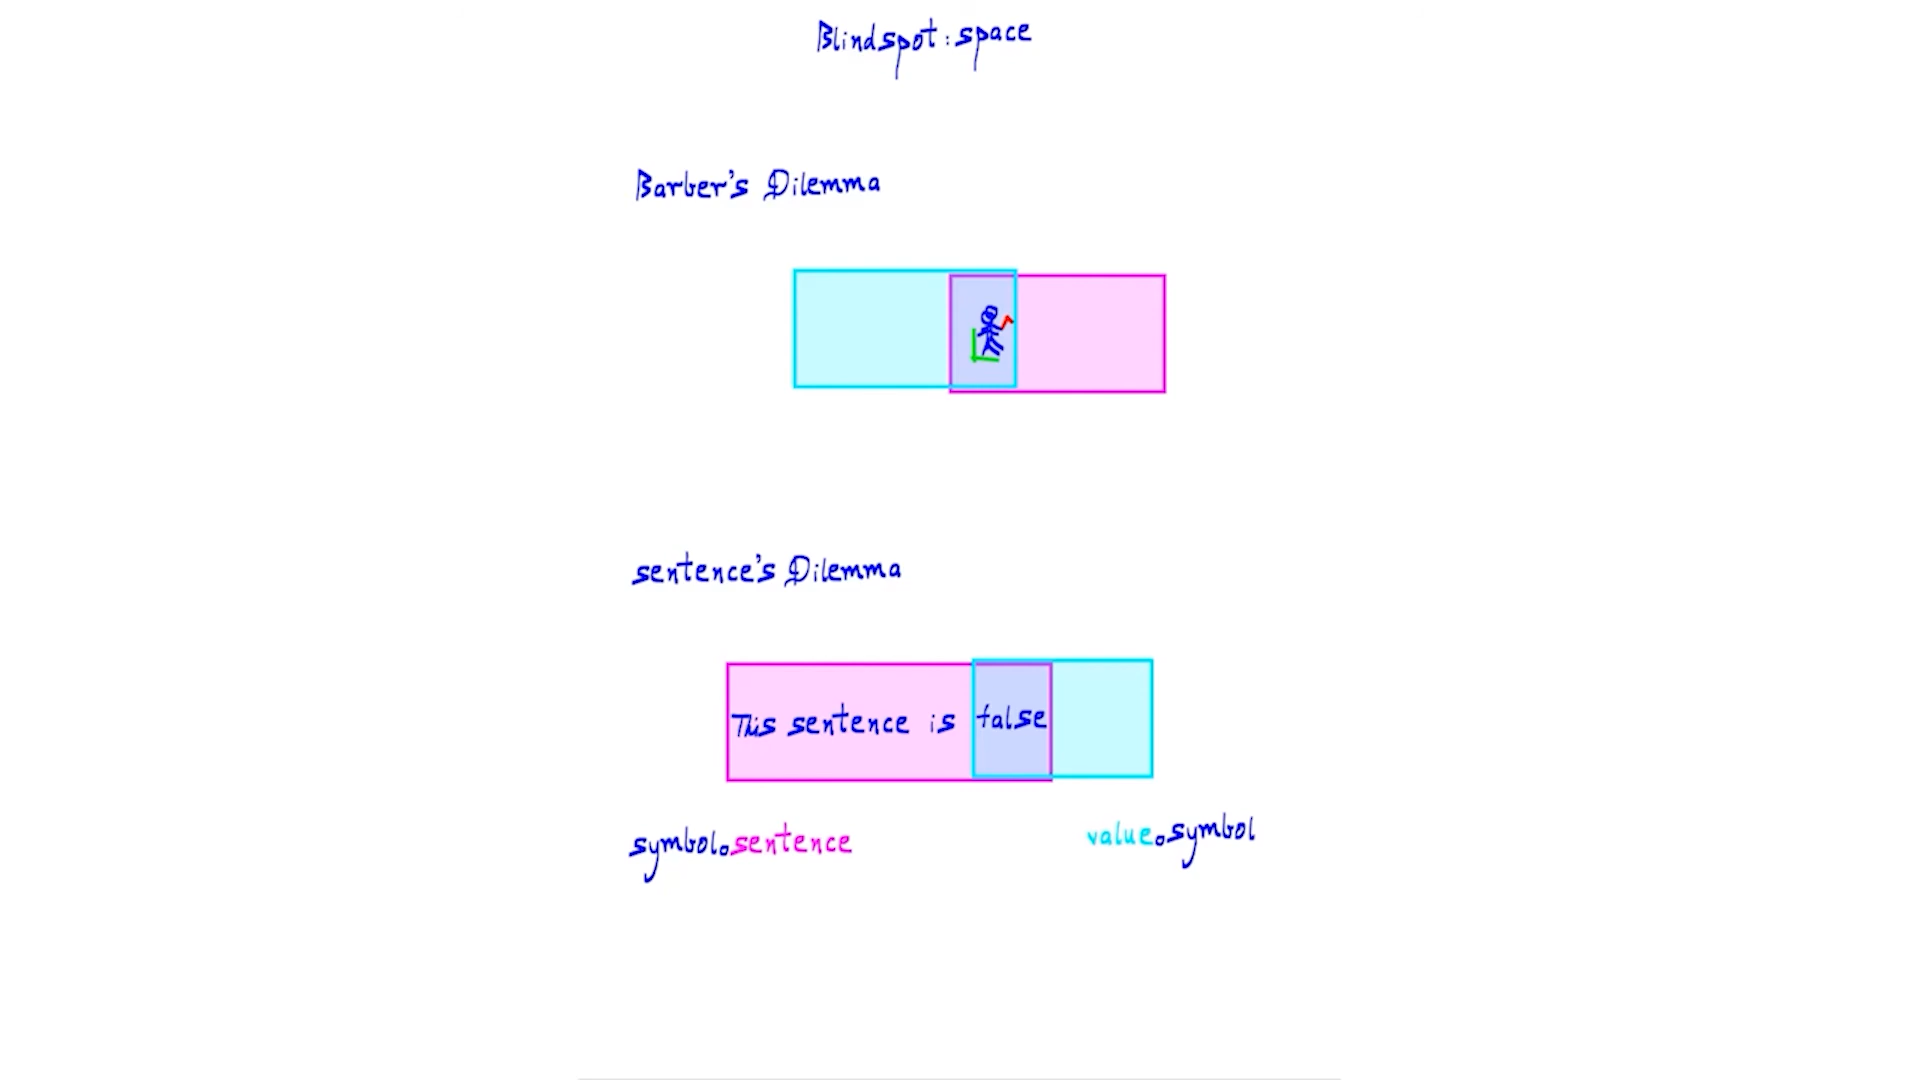 Blindspot: space
Barber's Dilemma
sentence's Dilemma
This sentence is false
symbol.sentence
value.symbol